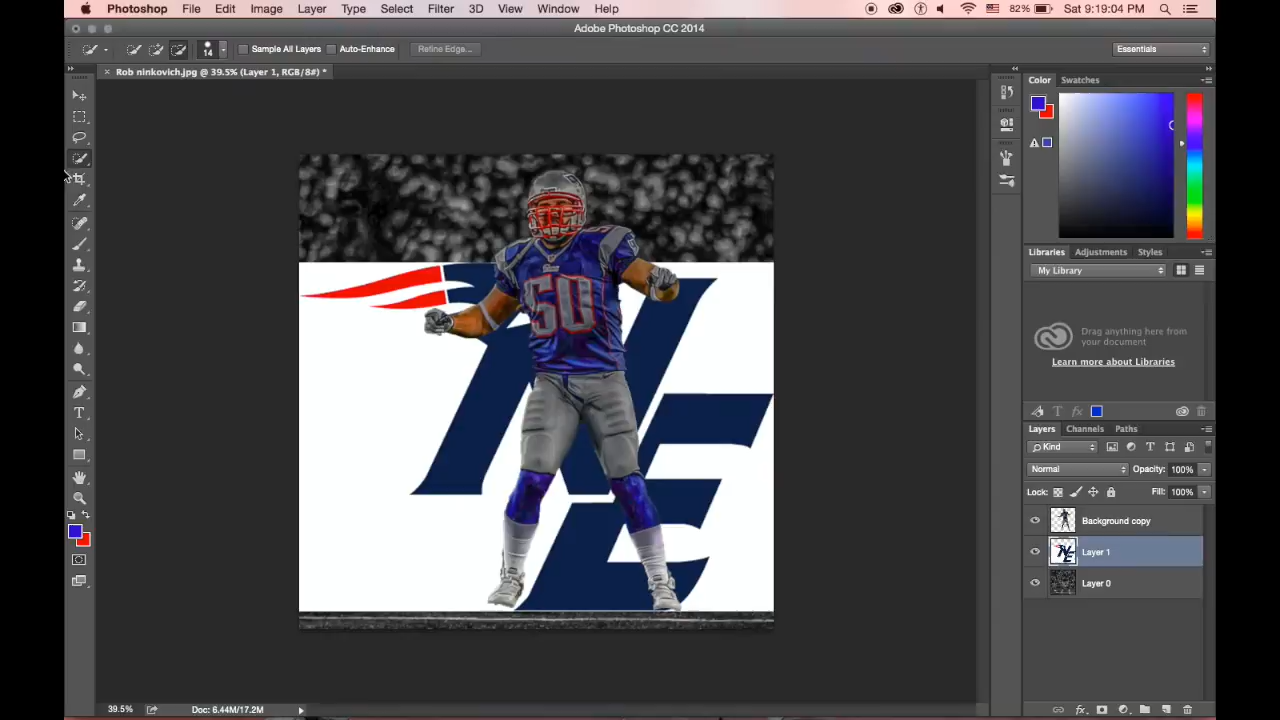 Photoshop File Edit Image Layer Type Select Filter 3D View Window Help 82% Sat 9:19:04 PM
Adobe Photoshop CC 2014
14 Sample All Layers Auto-Enhance Refine Edge... Essentials
× Rob ninkovich.jpg @ 39.5% (Layer 1, RGB/8#) *
Color Swatches
50
NE
Libraries Adjustments Styles
My Library
Drag anything here from
your document
Learn more about Libraries
Layers Channels Paths
Kind
Normal Opacity: 100%
Lock: Fill: 100%
Background copy
Layer 1
Layer 0
39.5% Doc: 6.44M/17.2M